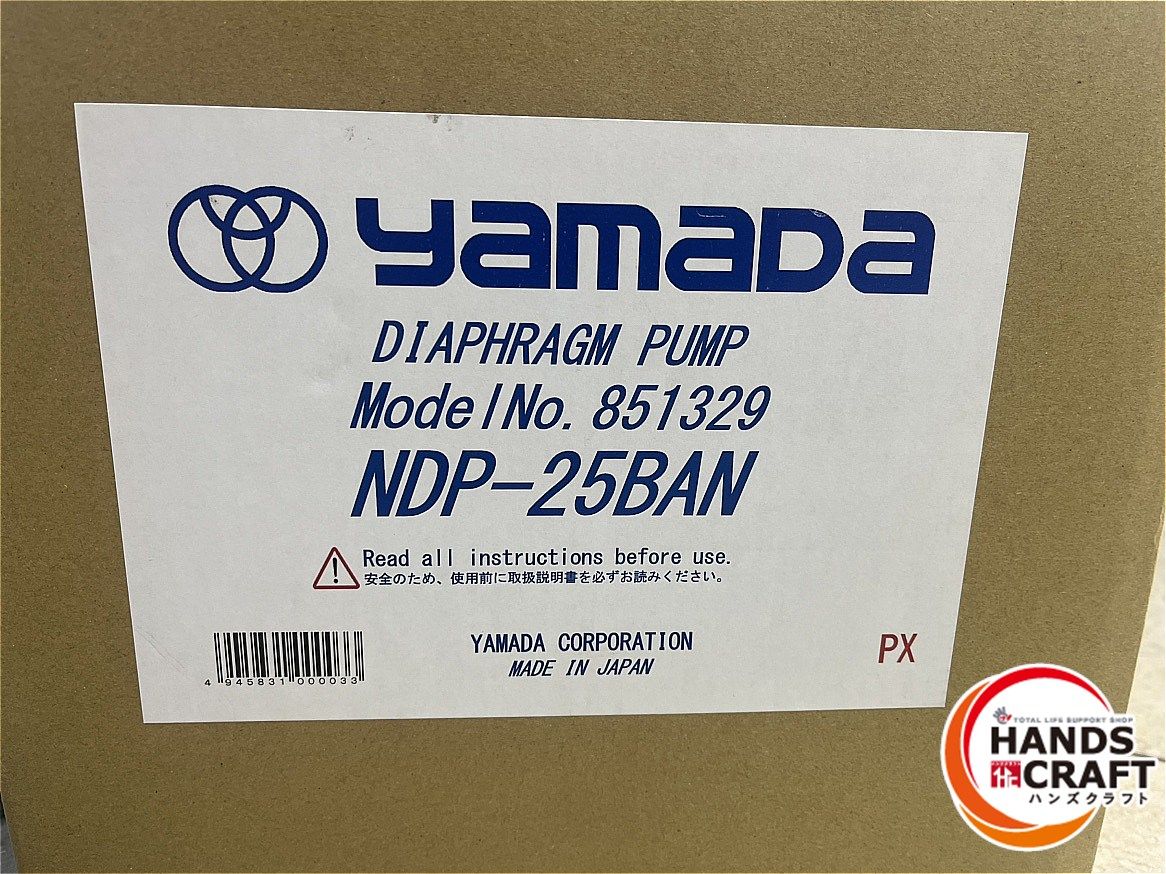 yamada
DIAPHRAGM PUMP
Model No. 851329
NDP-25BAN
Read all instructions before use.
安全のため、使用前に取扱説明書を必ずお読みください。
4 945831 000033
YAMADA CORPORATION
MADE IN JAPAN
PX
TOTAL LIFE SUPPORT SHOP
HANDS
CRAFT
ハンズクラフト